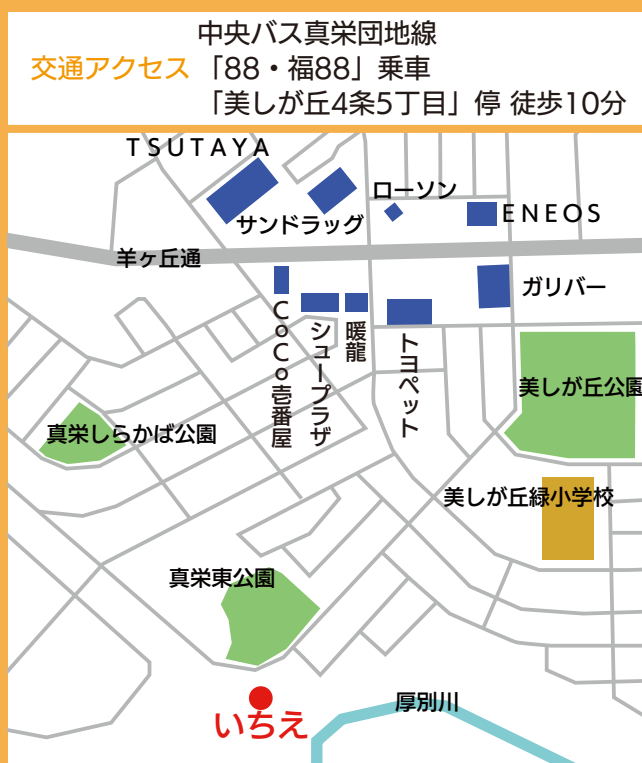 中央バス真栄団地線
交通アクセス 「88・福88」乗車
「美しが丘4条5丁目」停 徒歩10分
TSUTAYA
ローソン
サンドラッグ
ENEOS
羊ヶ丘通
ガリバー
CoCo壱番屋
シュープラザ
暖龍
トヨペット
美しが丘公園
真栄しらかば公園
美しが丘緑小学校
真栄東公園
厚別川
いちえ